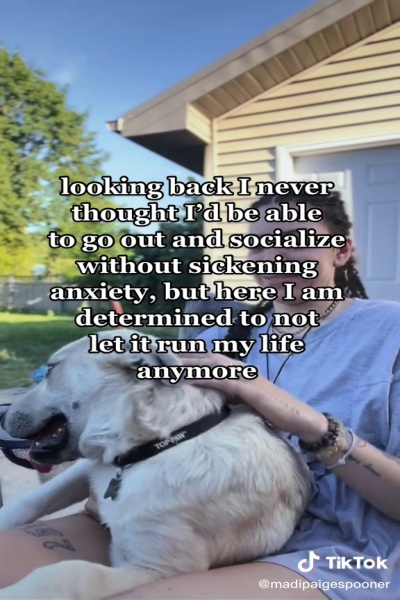 looking back I never
thought I'd be able
to go out and socialize
without sickening
anxiety, but here I am
determined to not
let it run my life
anymore
TOP PAW
TikTok
@madipaigespooner